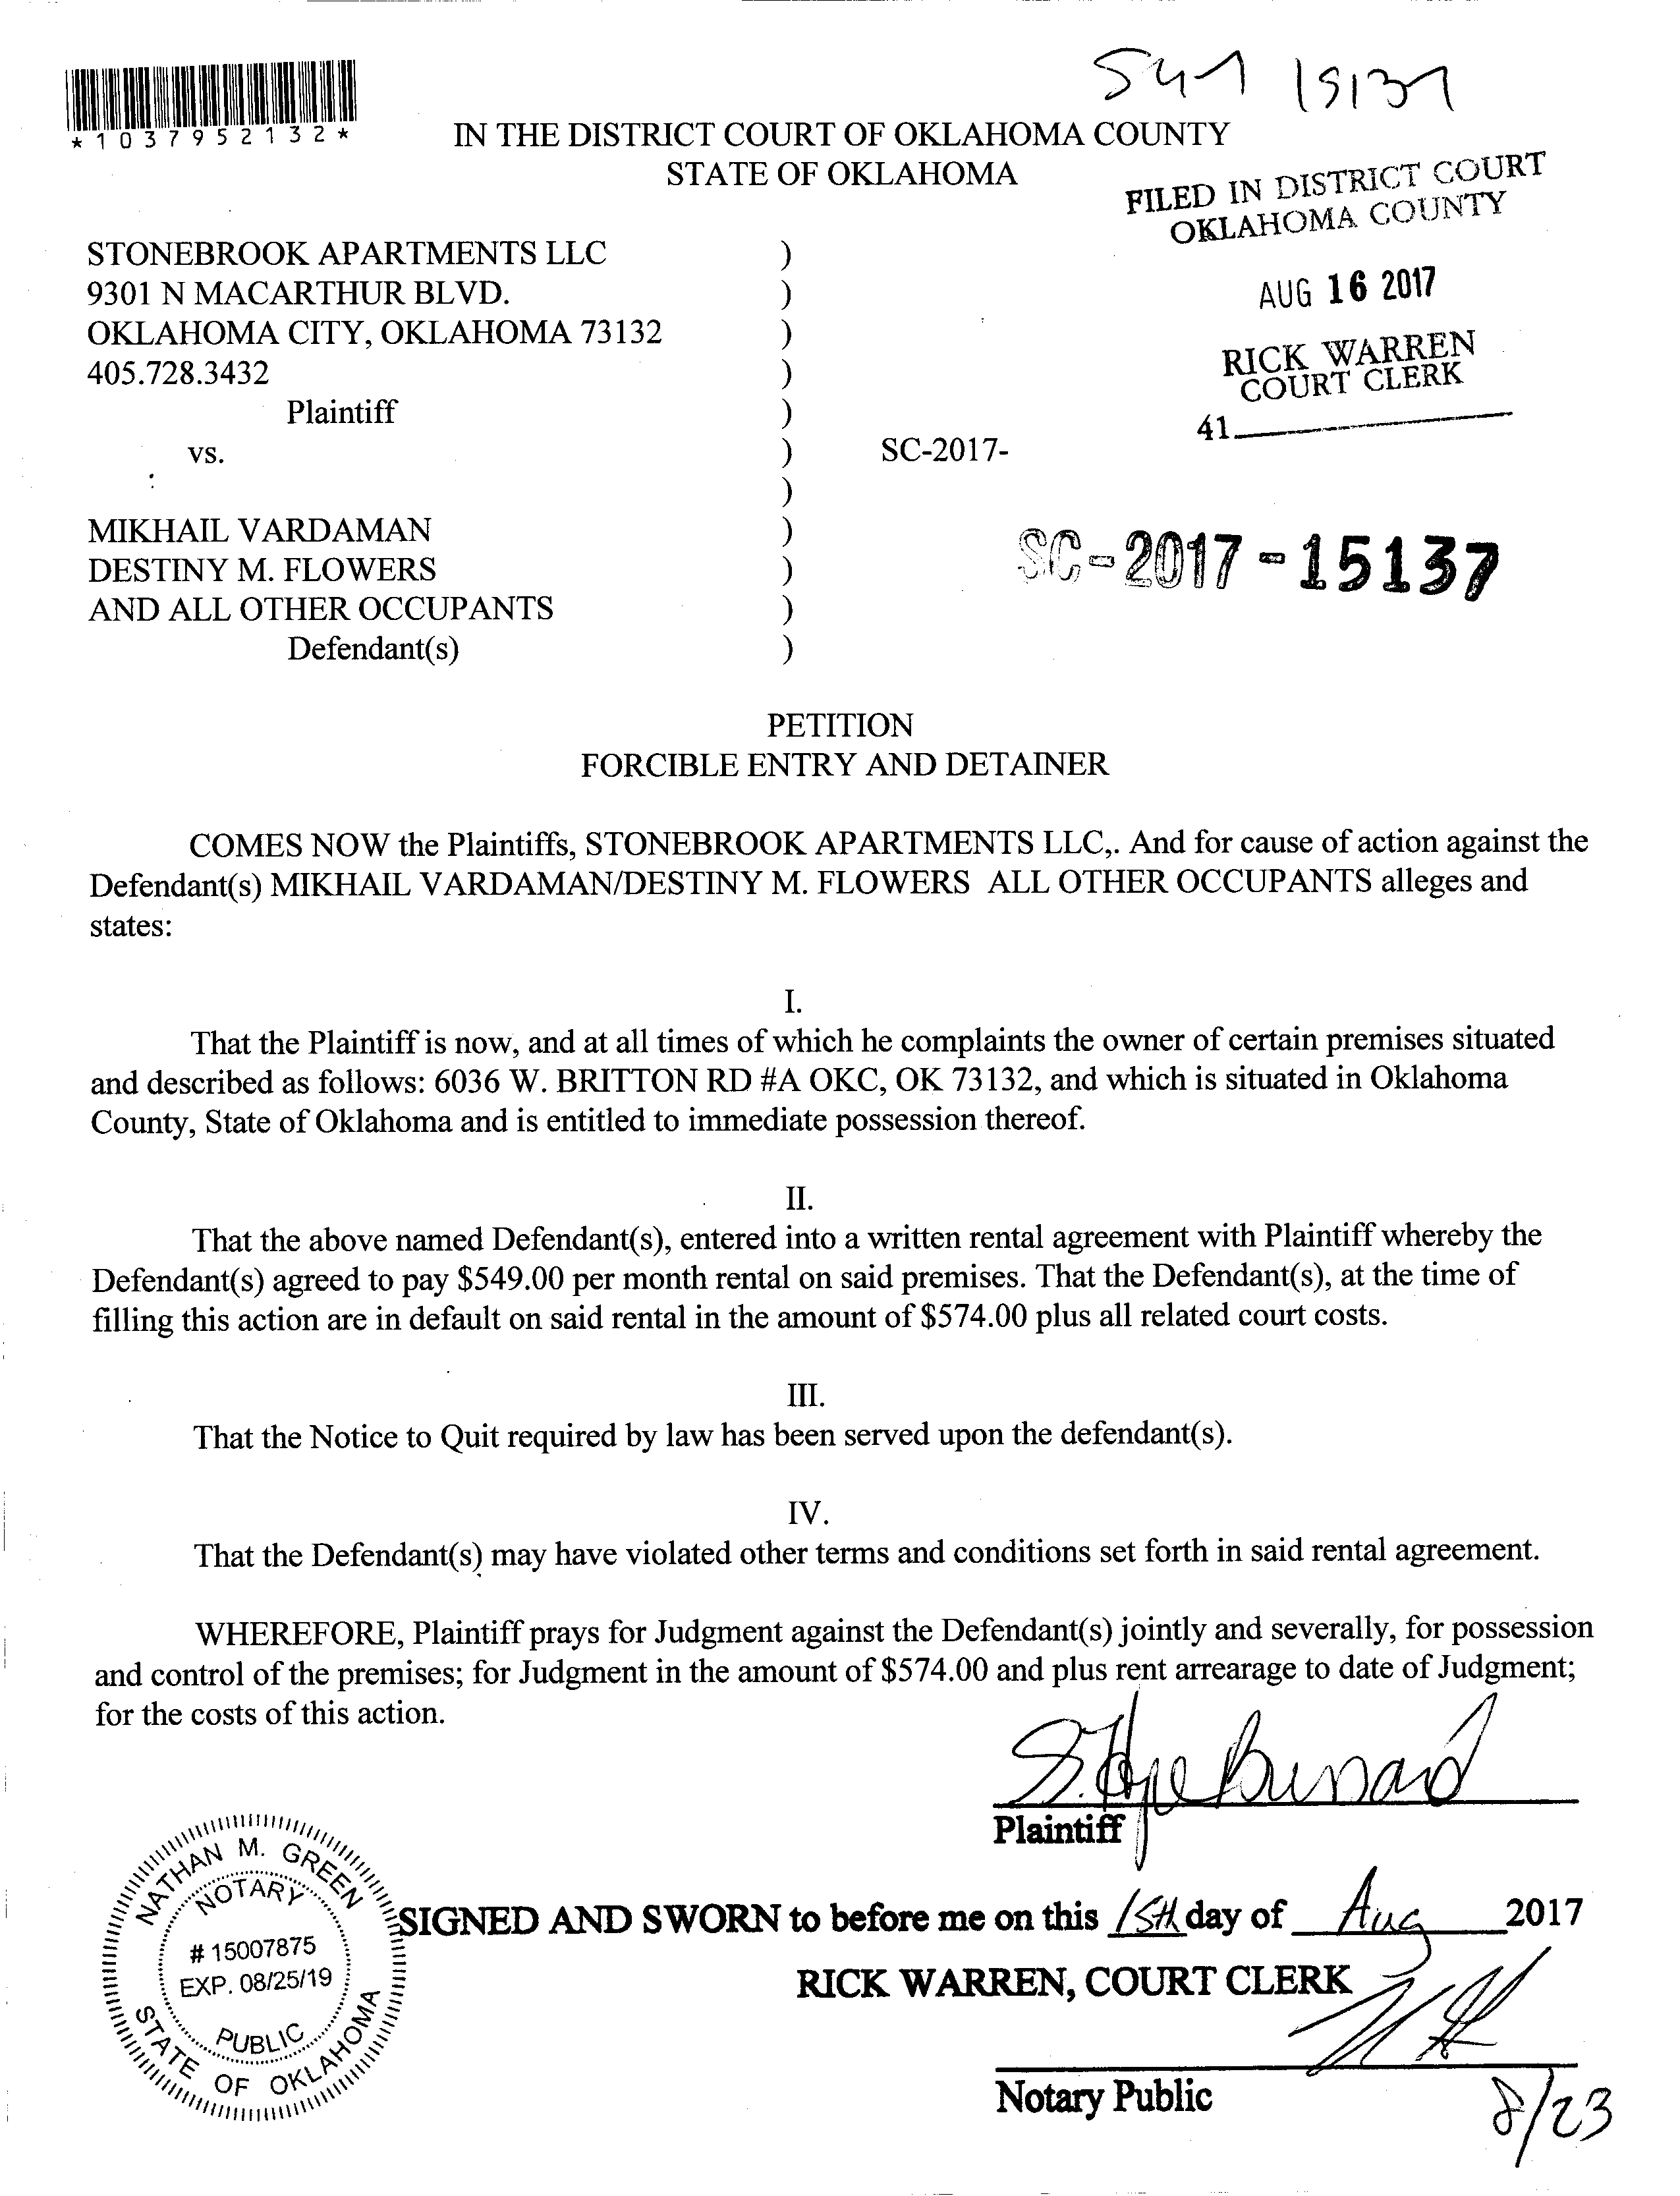 541 15137
*1037952132*
IN THE DISTRICT COURT OF OKLAHOMA COUNTY
STATE OF OKLAHOMA
FILED IN DISTRICT COURT
OKLAHOMA COUNTY
AUG 16 2017
RICK WARREN
COURT CLERK
41
STONEBROOK APARTMENTS LLC )
9301 N MACARTHUR BLVD. )
OKLAHOMA CITY, OKLAHOMA 73132 )
405.728.3432 )
Plaintiff )
vs. ) SC-2017-
)
MIKHAIL VARDAMAN )
DESTINY M. FLOWERS )
AND ALL OTHER OCCUPANTS )
Defendant(s) )
SC-2017-15137
PETITION
FORCIBLE ENTRY AND DETAINER
COMES NOW the Plaintiffs, STONEBROOK APARTMENTS LLC,. And for cause of action against the
Defendant(s) MIKHAIL VARDAMAN/DESTINY M. FLOWERS ALL OTHER OCCUPANTS alleges and
states:
I.
That the Plaintiff is now, and at all times of which he complaints the owner of certain premises situated
and described as follows: 6036 W. BRITTON RD #A OKC, OK 73132, and which is situated in Oklahoma
County, State of Oklahoma and is entitled to immediate possession thereof.
II.
That the above named Defendant(s), entered into a written rental agreement with Plaintiff whereby the
Defendant(s) agreed to pay $549.00 per month rental on said premises. That the Defendant(s), at the time of
filling this action are in default on said rental in the amount of $574.00 plus all related court costs.
III.
That the Notice to Quit required by law has been served upon the defendant(s).
IV.
That the Defendant(s) may have violated other terms and conditions set forth in said rental agreement.
WHEREFORE, Plaintiff prays for Judgment against the Defendant(s) jointly and severally, for possession
and control of the premises; for Judgment in the amount of $574.00 and plus rent arrearage to date of Judgment;
for the costs of this action.
Plaintiff
NATHAN M. GREEN
NOTARY
# 15007875
EXP. 08/25/19
PUBLIC
STATE OF OKLAHOMA
SIGNED AND SWORN to before me on this 15th day of Aug 2017
RICK WARREN, COURT CLERK
Notary Public
8/23